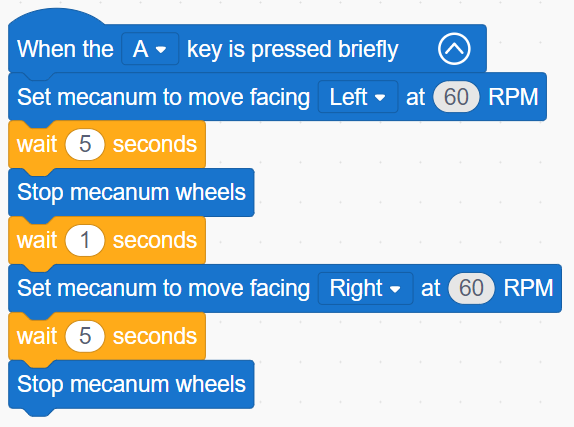 When the A key is pressed briefly
Set mecanum to move facing Left at 60 RPM
wait 5 seconds
Stop mecanum wheels
wait 1 seconds
Set mecanum to move facing Right at 60 RPM
wait 5 seconds
Stop mecanum wheels